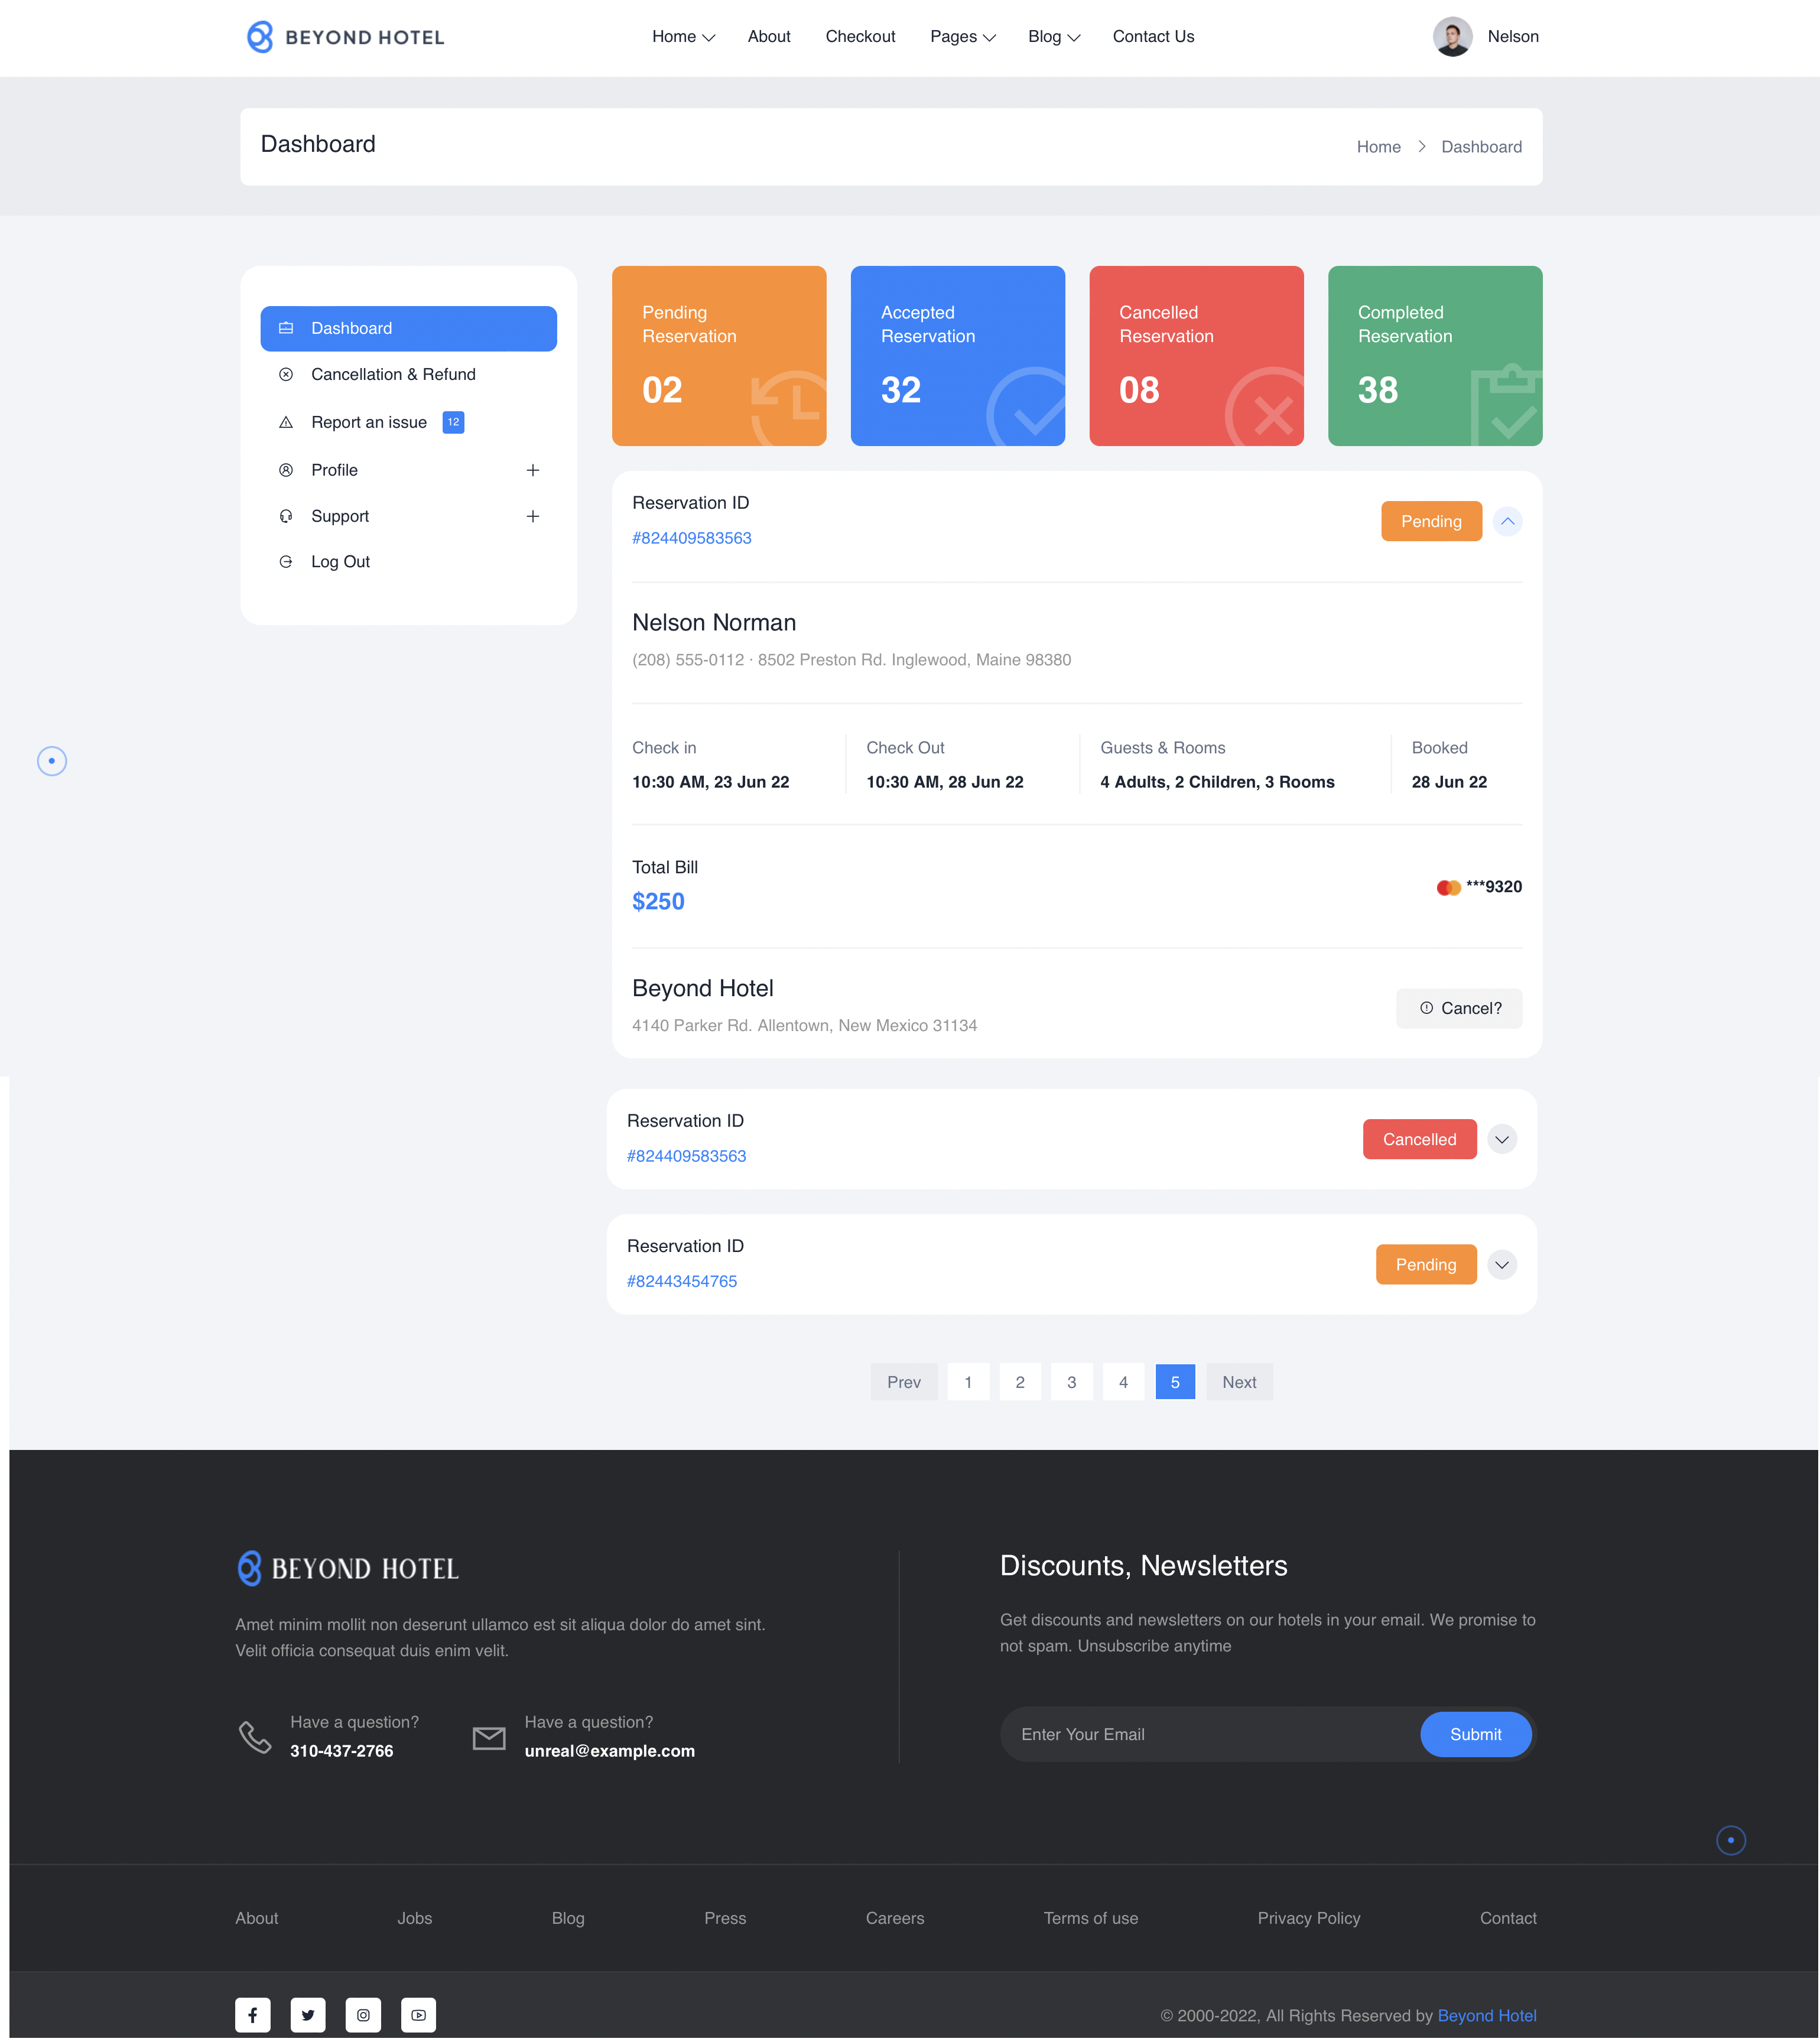 BEYOND HOTEL
Home
About
Checkout
Pages
Blog
Contact Us
Nelson
Dashboard
Home > Dashboard
Dashboard
Cancellation & Refund
Report an issue 12
Profile +
Support +
Log Out
Pending
Reservation
02
Accepted
Reservation
32
Cancelled
Reservation
08
Completed
Reservation
38
Reservation ID
#824409583563
Pending
Nelson Norman
(208) 555-0112 · 8502 Preston Rd. Inglewood, Maine 98380
Check in
10:30 AM, 23 Jun 22
Check Out
10:30 AM, 28 Jun 22
Guests & Rooms
4 Adults, 2 Children, 3 Rooms
Booked
28 Jun 22
Total Bill
$250
***9320
Beyond Hotel
4140 Parker Rd. Allentown, New Mexico 31134
Cancel?
Reservation ID
#824409583563
Cancelled
Reservation ID
#82443454765
Pending
Prev 1 2 3 4 5 Next
BEYOND HOTEL
Amet minim mollit non deserunt ullamco est sit aliqua dolor do amet sint.
Velit officia consequat duis enim velit.
Have a question?
310-437-2766
Have a question?
unreal@example.com
Discounts, Newsletters
Get discounts and newsletters on our hotels in your email. We promise to
not spam. Unsubscribe anytime
Enter Your Email
Submit
About
Jobs
Blog
Press
Careers
Terms of use
Privacy Policy
Contact
© 2000-2022, All Rights Reserved by Beyond Hotel